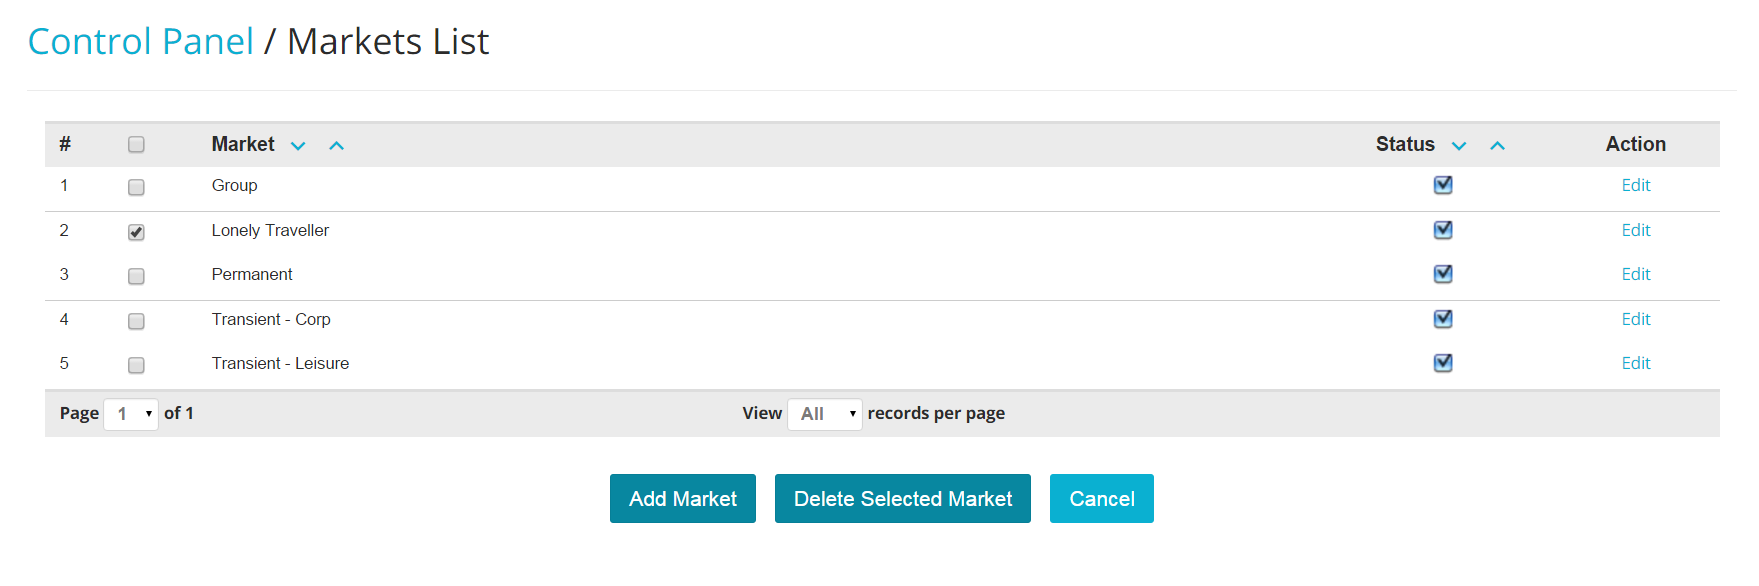 Control Panel / Markets List
# Market Status Action
1 Group Edit
2 Lonely Traveller Edit
3 Permanent Edit
4 Transient - Corp Edit
5 Transient - Leisure Edit
Page 1 of 1 View All records per page
Add Market Delete Selected Market Cancel